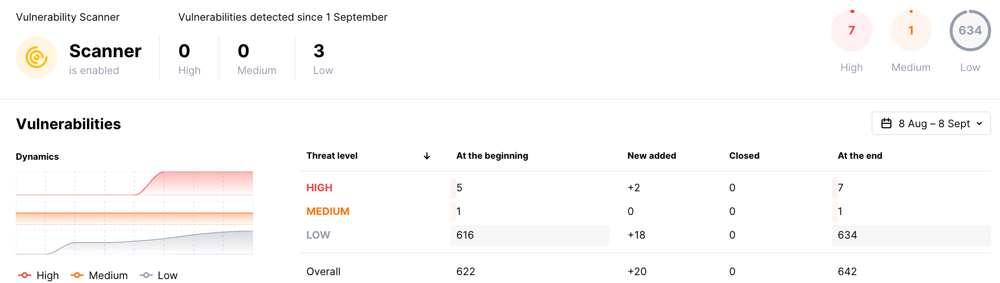 Vulnerability Scanner
Scanner
is enabled
Vulnerabilities detected since 1 September
0 High
0 Medium
3 Low
7 High
1 Medium
634 Low
Vulnerabilities
8 Aug – 8 Sept
Dynamics
High Medium Low
Threat level ↓ At the beginning New added Closed At the end
HIGH 5 +2 0 7
MEDIUM 1 0 0 1
LOW 616 +18 0 634
Overall 622 +20 0 642